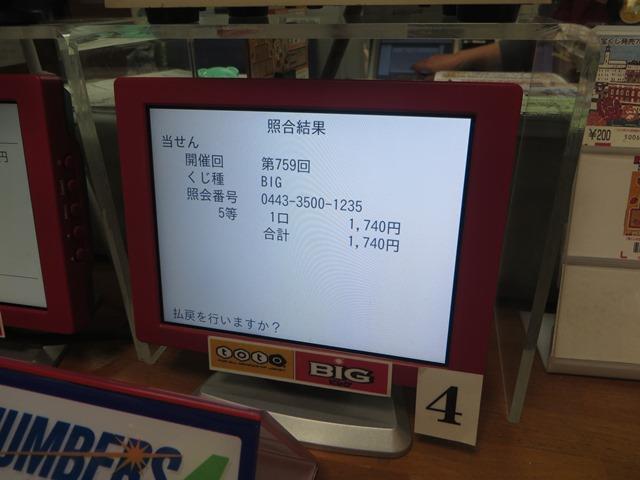 照合結果
当せん
開催回 第759回
くじ種 BIG
照会番号 0443-3500-1235
5等 1口 1,740円
合計 1,740円
払戻を行いますか?
toto
BIG
4
NUMBERS
¥200
円